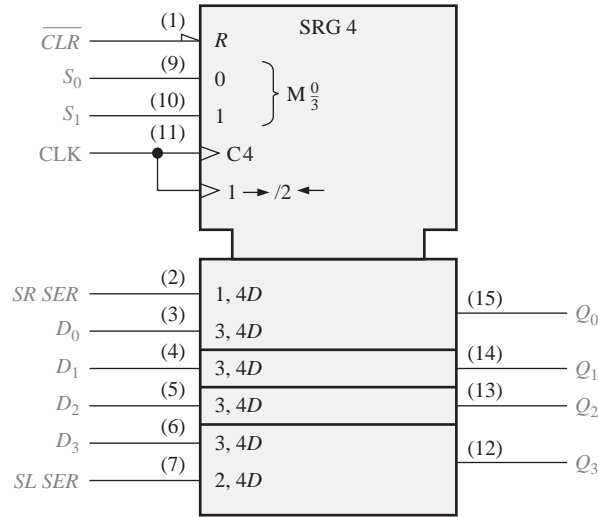 (1) SRG 4
CLR R
(9)
S₀ 0
M 0/3
(10)
S₁ 1
(11)
CLK C4
1 → /2 ←
(2)
SR SER 1, 4D
(15)
Q₀
(3)
D₀ 3, 4D
(4) (14)
D₁ 3, 4D Q₁
(5) (13)
D₂ 3, 4D Q₂
(6)
D₃ 3, 4D
(12)
Q₃
(7)
SL SER 2, 4D